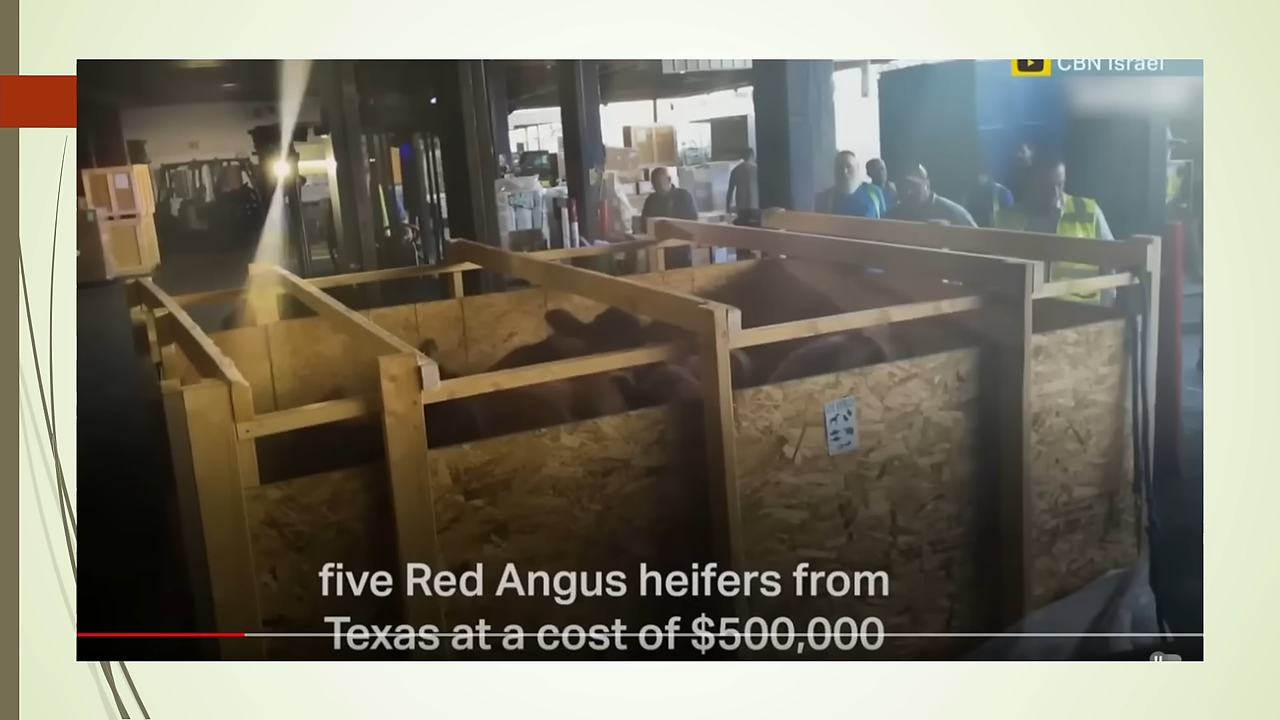 CBN Israel
five Red Angus heifers from
Texas at a cost of $500,000